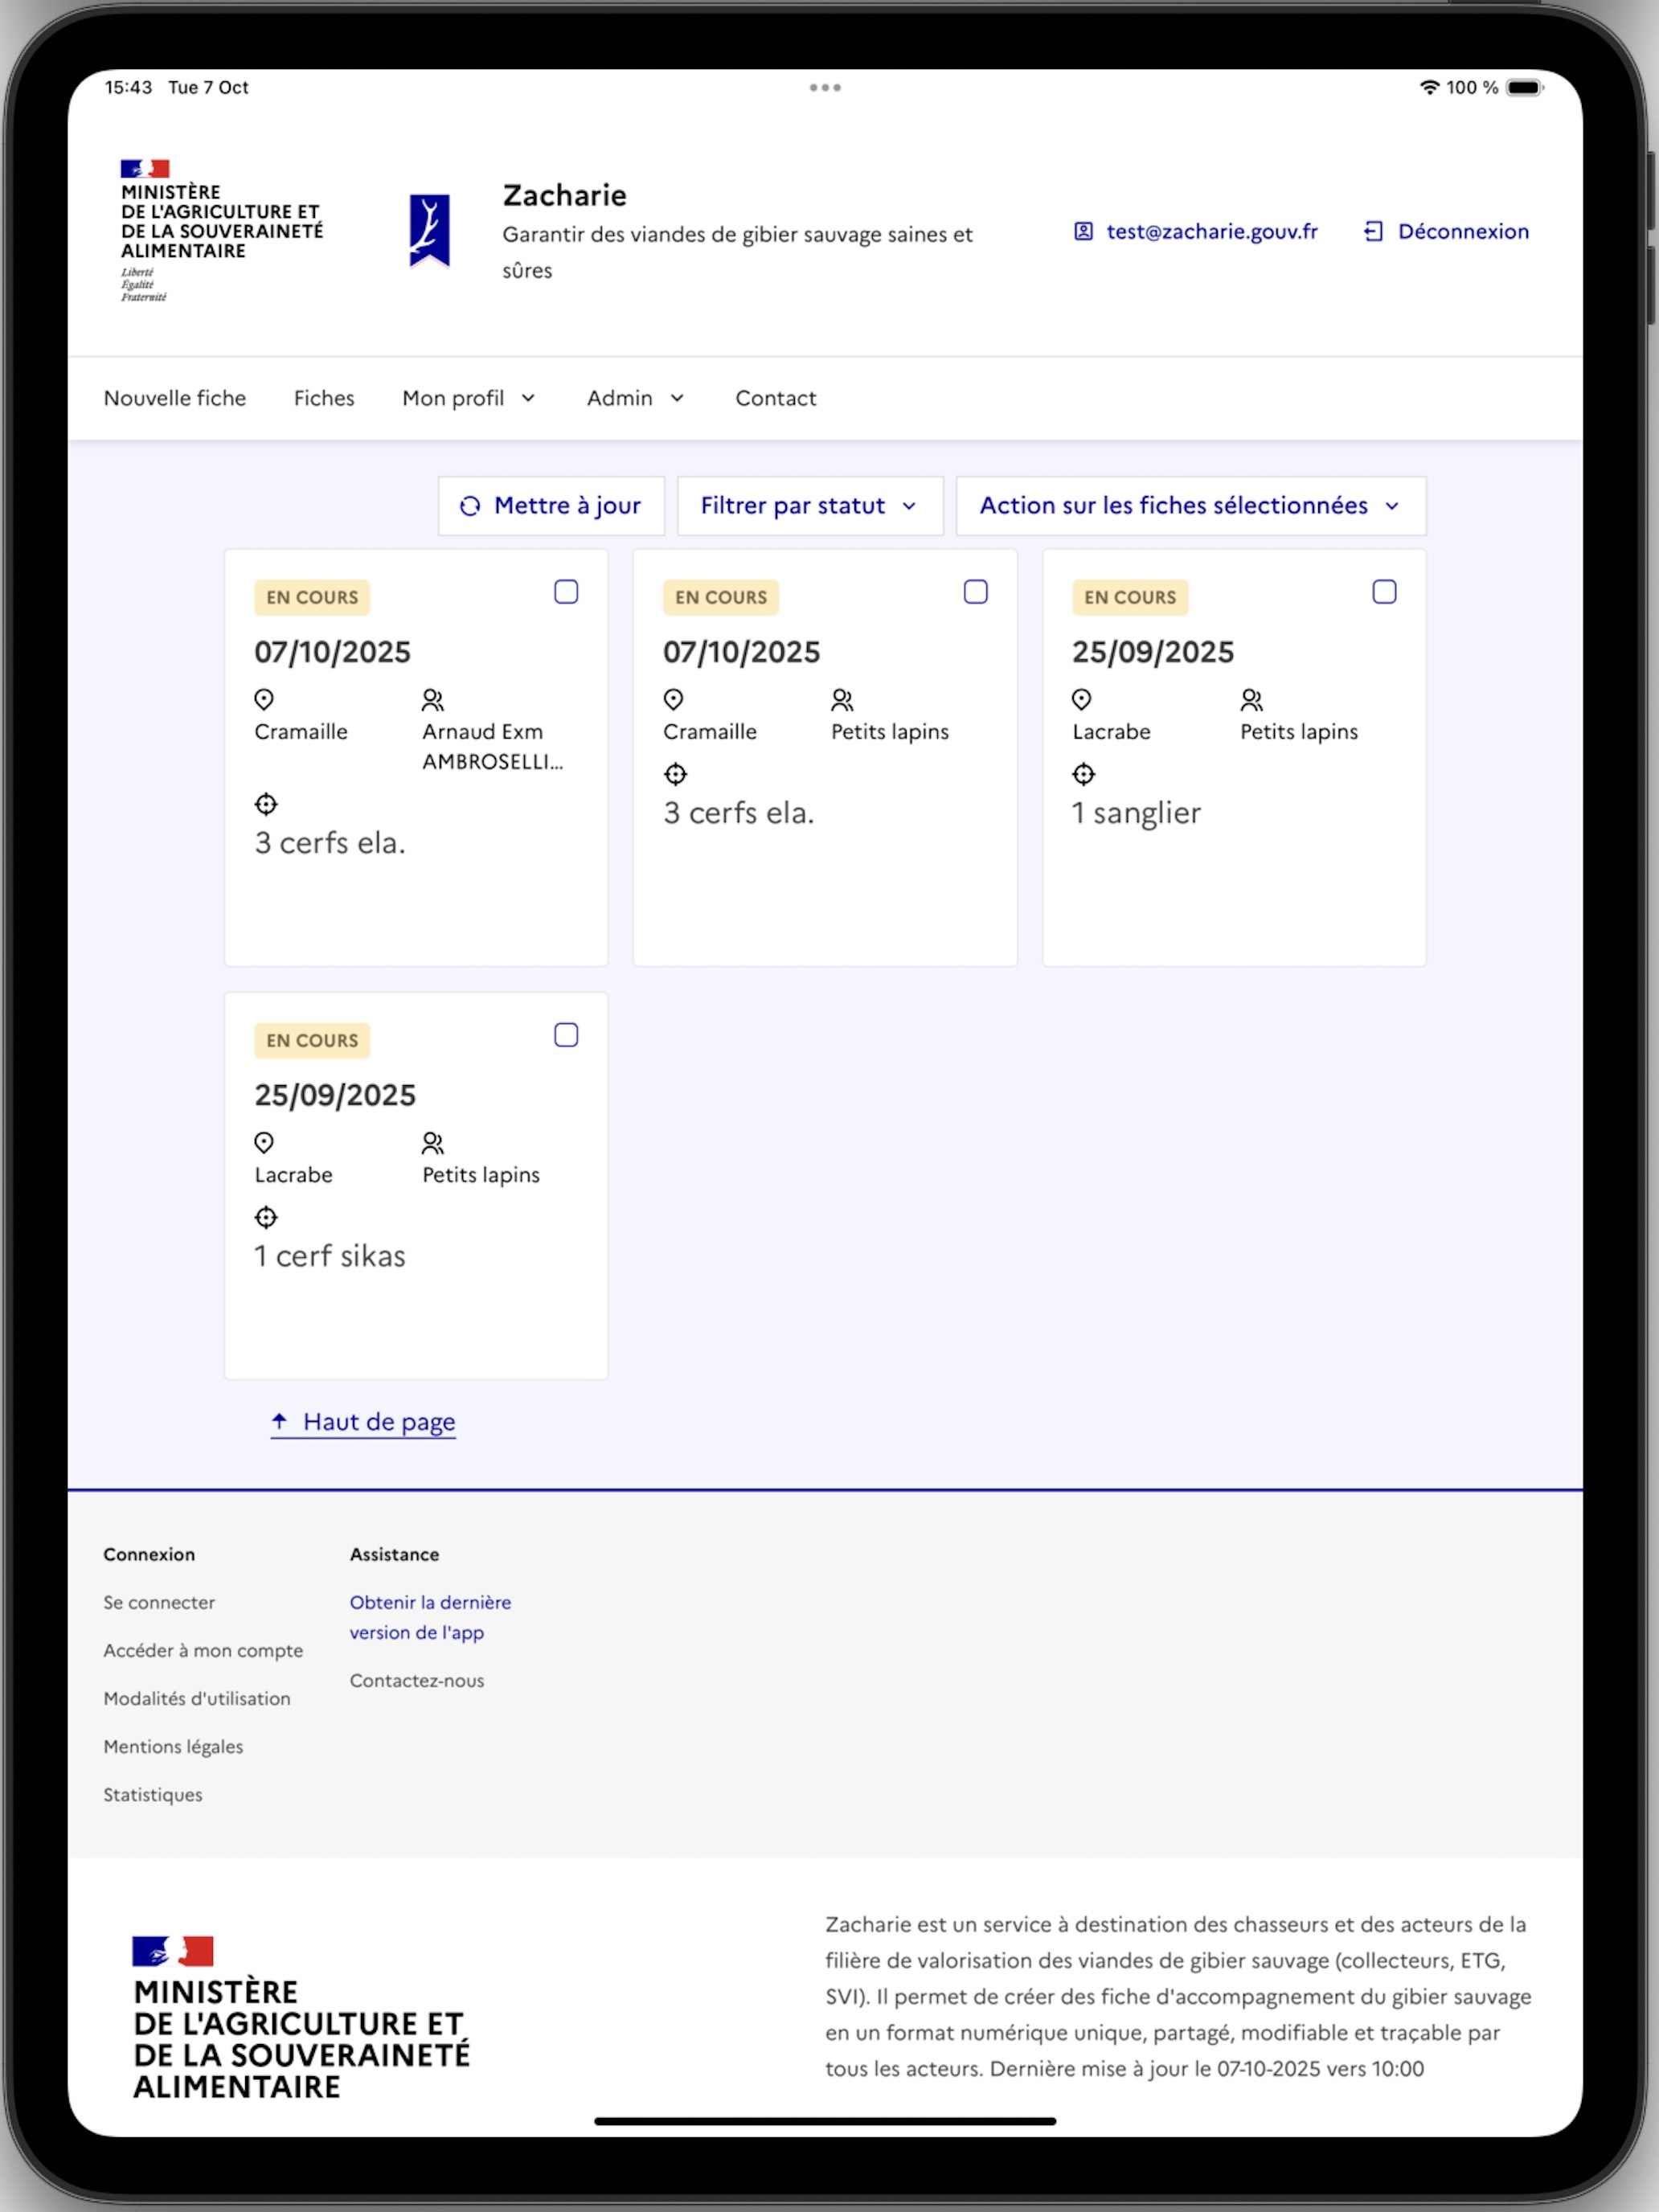 15:43 Tue 7 Oct
100 %
MINISTÈRE
DE L'AGRICULTURE ET
DE LA SOUVERAINETÉ
ALIMENTAIRE
Liberté
Égalité
Fraternité
Zacharie
Garantir des viandes de gibier sauvage saines et
sûres
test@zacharie.gouv.fr
Déconnexion
Nouvelle fiche
Fiches
Mon profil
Admin
Contact
Mettre à jour
Filtrer par statut
Action sur les fiches sélectionnées
EN COURS
07/10/2025
Cramaille
Arnaud Exm
AMBROSELLI...
3 cerfs ela.
EN COURS
07/10/2025
Cramaille
Petits lapins
3 cerfs ela.
EN COURS
25/09/2025
Lacrabe
Petits lapins
1 sanglier
EN COURS
25/09/2025
Lacrabe
Petits lapins
1 cerf sikas
Haut de page
Connexion
Se connecter
Accéder à mon compte
Modalités d'utilisation
Mentions légales
Statistiques
Assistance
Obtenir la dernière
version de l'app
Contactez-nous
MINISTÈRE
DE L'AGRICULTURE ET
DE LA SOUVERAINETÉ
ALIMENTAIRE
Zacharie est un service à destination des chasseurs et des acteurs de la
filière de valorisation des viandes de gibier sauvage (collecteurs, ETG,
SVI). Il permet de créer des fiche d'accompagnement du gibier sauvage
en un format numérique unique, partagé, modifiable et traçable par
tous les acteurs. Dernière mise à jour le 07-10-2025 vers 10:00